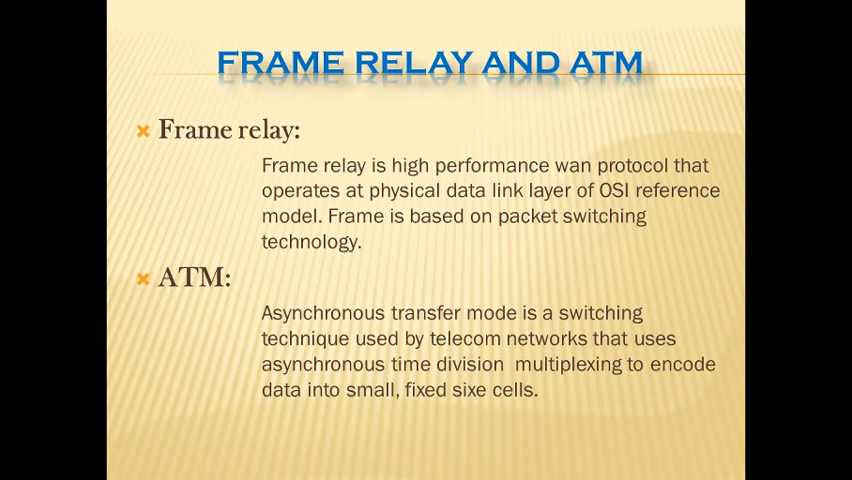 FRAME RELAY AND ATM
Frame relay:
Frame relay is high performance wan protocol that
operates at physical data link layer of OSI reference
model. Frame is based on packet switching
technology.
ATM:
Asynchronous transfer mode is a switching
technique used by telecom networks that uses
asynchronous time division  multiplexing to encode
data into small, fixed sixe cells.